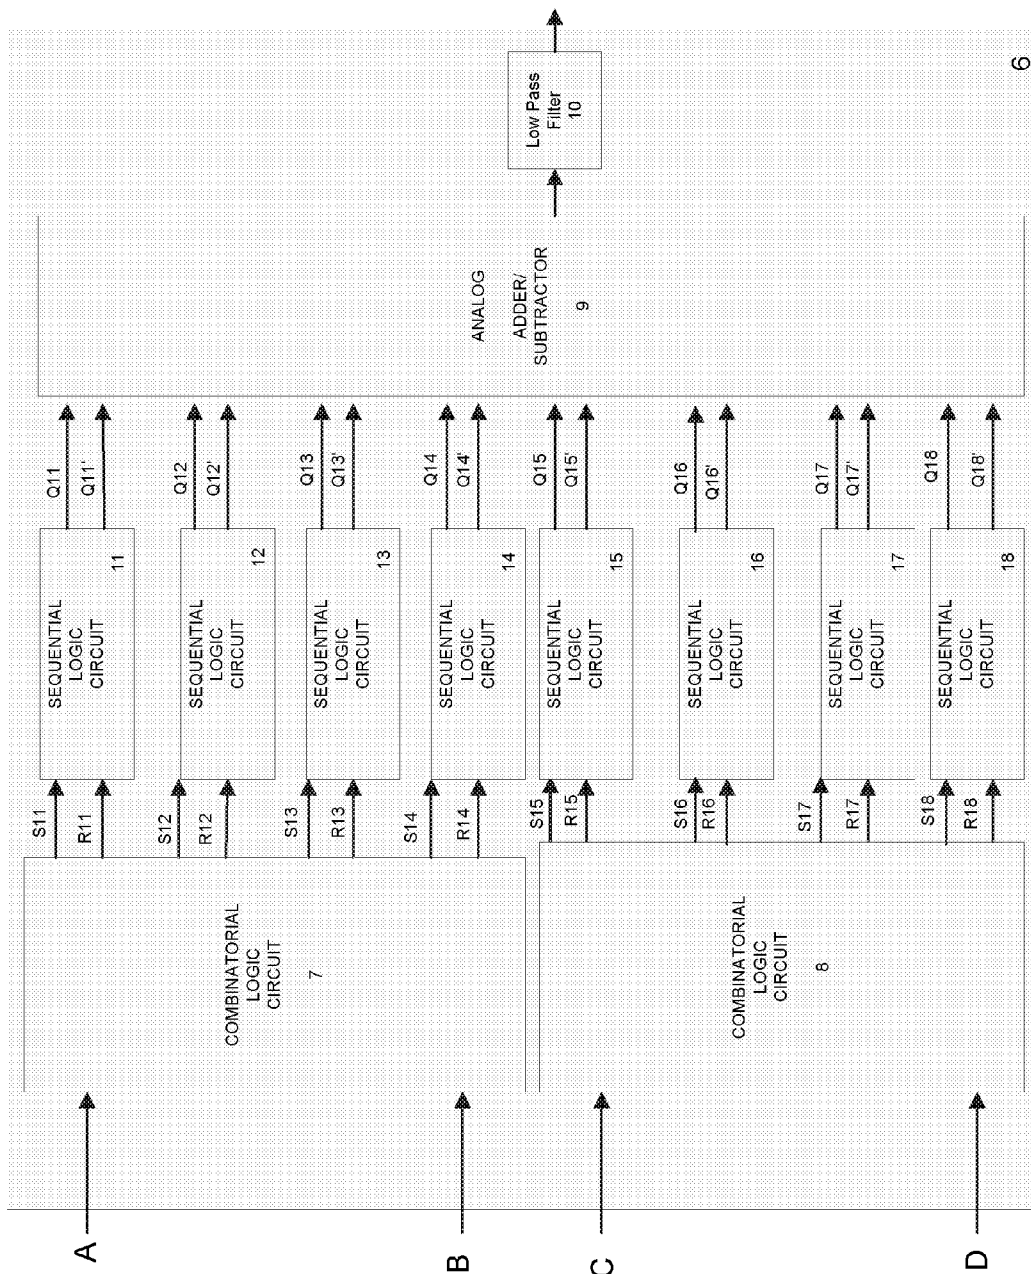 A
B
C
D
COMBINATORIAL
LOGIC
CIRCUIT
7
COMBINATORIAL
LOGIC
CIRCUIT
8
S11
R11
S12
R12
S13
R13
S14
R14
S15
R15
S16
R16
S17
R17
S18
R18
SEQUENTIAL
LOGIC
CIRCUIT
11
SEQUENTIAL
LOGIC
CIRCUIT
12
SEQUENTIAL
LOGIC
CIRCUIT
13
SEQUENTIAL
LOGIC
CIRCUIT
14
SEQUENTIAL
LOGIC
CIRCUIT
15
SEQUENTIAL
LOGIC
CIRCUIT
16
SEQUENTIAL
LOGIC
CIRCUIT
17
SEQUENTIAL
LOGIC
CIRCUIT
18
Q11
Q11'
Q12
Q12'
Q13
Q13'
Q14
Q14'
Q15
Q15'
Q16
Q16'
Q17
Q17'
Q18
Q18'
ANALOG
ADDER/
SUBTRACTOR
9
Low Pass
Filter
10
6